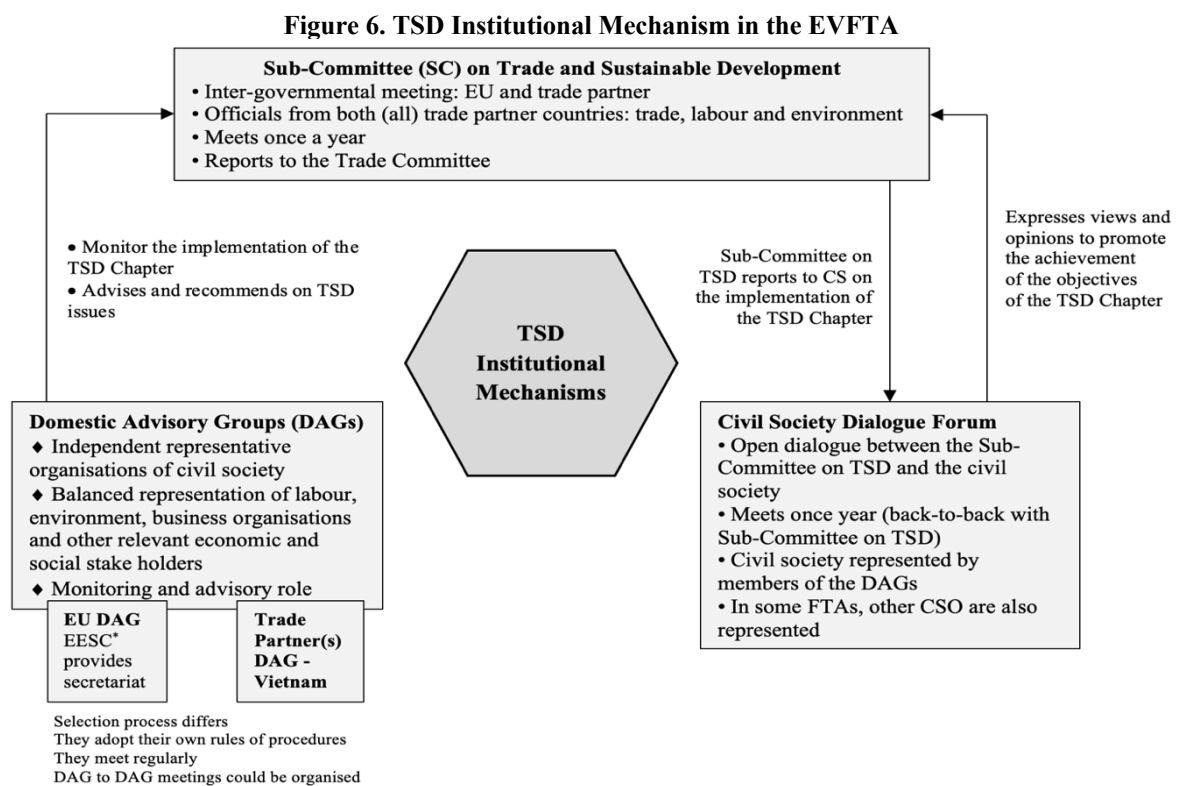 Figure 6. TSD Institutional Mechanism in the EVFTA
Sub-Committee (SC) on Trade and Sustainable Development
• Inter-governmental meeting: EU and trade partner
• Officials from both (all) trade partner countries: trade, labour and environment
• Meets once a year
• Reports to the Trade Committee
• Monitor the implementation of the
TSD Chapter
• Advises and recommends on TSD
issues
TSD
Institutional
Mechanisms
Sub-Committee on
TSD reports to CS on
the implementation of
the TSD Chapter
Expresses views and
opinions to promote
the achievement
of the objectives
of the TSD Chapter
Domestic Advisory Groups (DAGs)
♦ Independent representative
organisations of civil society
♦ Balanced representation of labour,
environment, business organisations
and other relevant economic and
social stake holders
♦ Monitoring and advisory role
EU DAG
EESC*
provides
secretariat
Trade
Partner(s)
DAG -
Vietnam
Selection process differs
They adopt their own rules of procedures
They meet regularly
DAG to DAG meetings could be organised
Civil Society Dialogue Forum
• Open dialogue between the Sub-
Committee on TSD and the civil
society
• Meets once year (back-to-back with
Sub-Committee on TSD)
• Civil society represented by
members of the DAGs
• In some FTAs, other CSO are also
represented